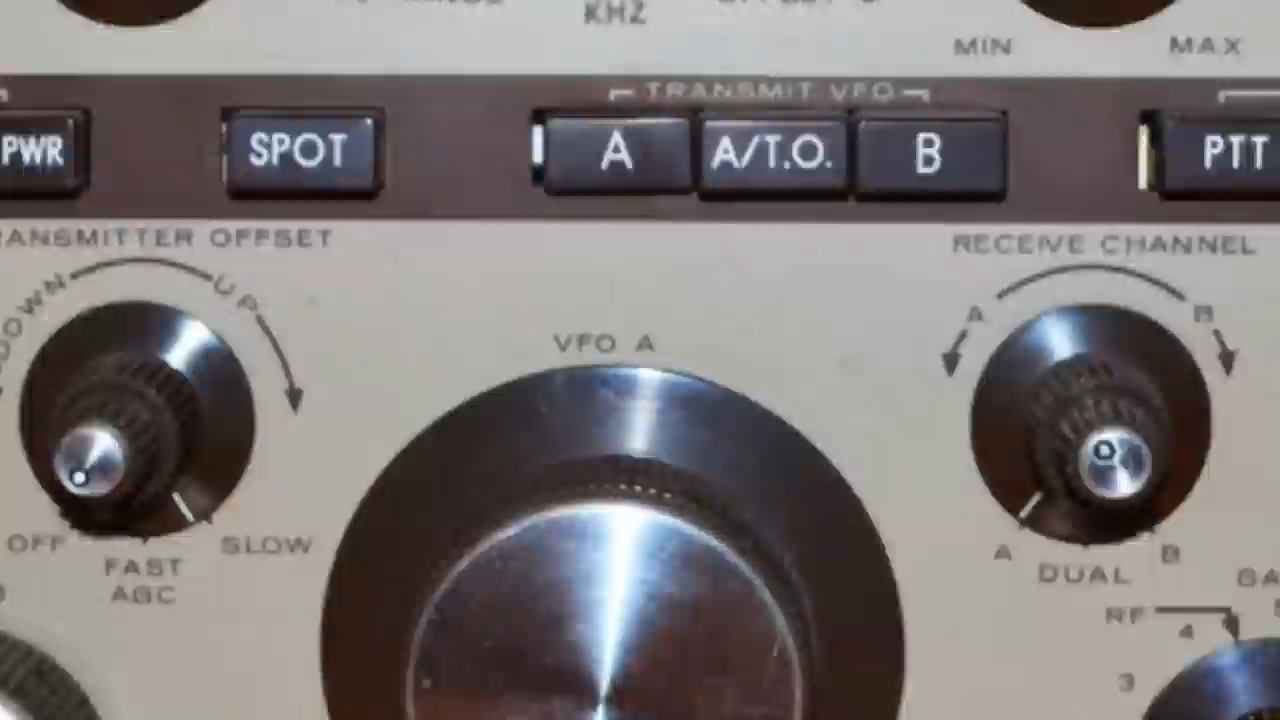 KHZ
MIN MAX
TRANSMIT VFO
PWR SPOT A A/T.O. B PTT
OFFSET RECEIVE CHANNEL
DOWN UP A B
VFO A
OFF SLOW
FAST
AGC
A B
DUAL
RF
4
3